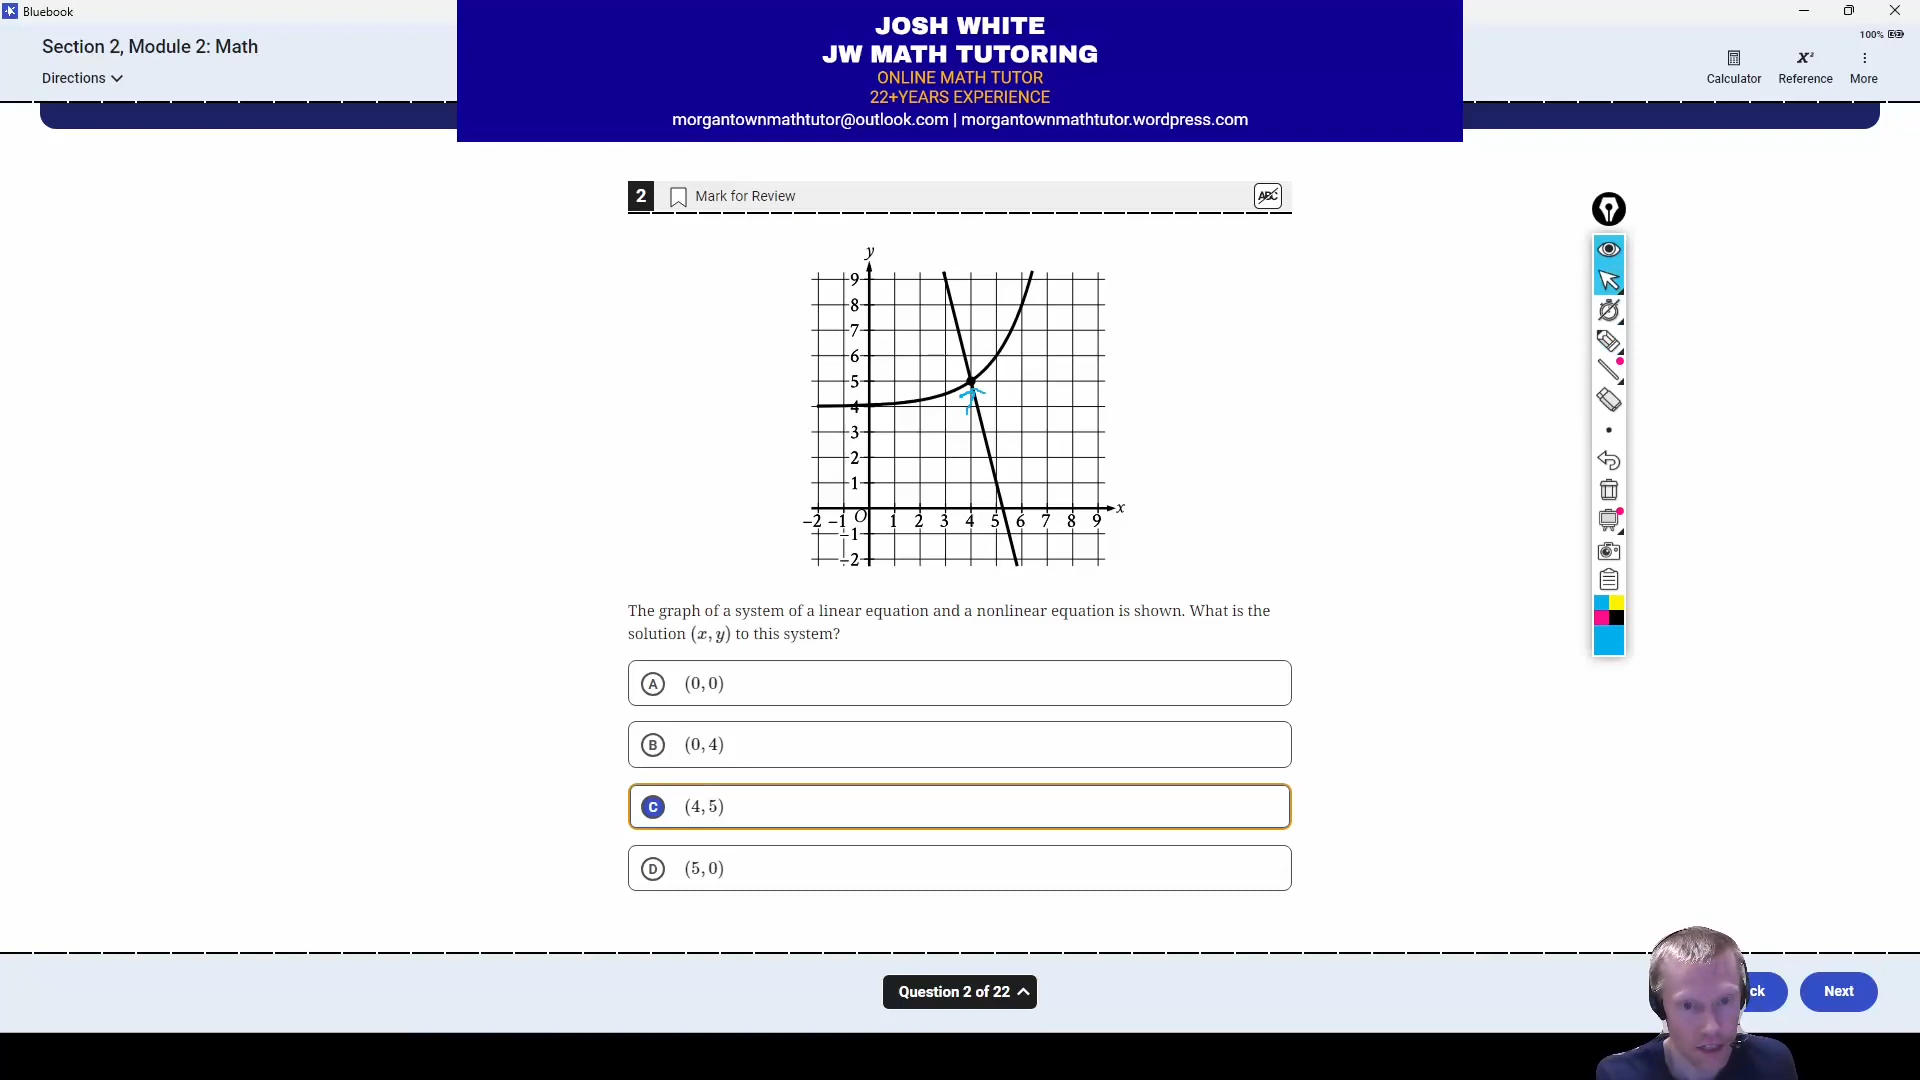 Bluebook
Section 2, Module 2: Math
Directions
JOSH WHITE
JW MATH TUTORING
ONLINE MATH TUTOR
22+YEARS EXPERIENCE
morgantownmathtutor@outlook.com | morgantownmathtutor.wordpress.com
100%
Calculator
x²
Reference
More
2
Mark for Review
ABC
y
9
8
7
6
5
4
3
2
1
−2 −1 O 1 2 3 4 5 6 7 8 9 x
−1
−2
The graph of a system of a linear equation and a nonlinear equation is shown. What is the
solution (x, y) to this system?
A (0, 0)
B (0, 4)
C (4, 5)
D (5, 0)
Question 2 of 22
ck
Next